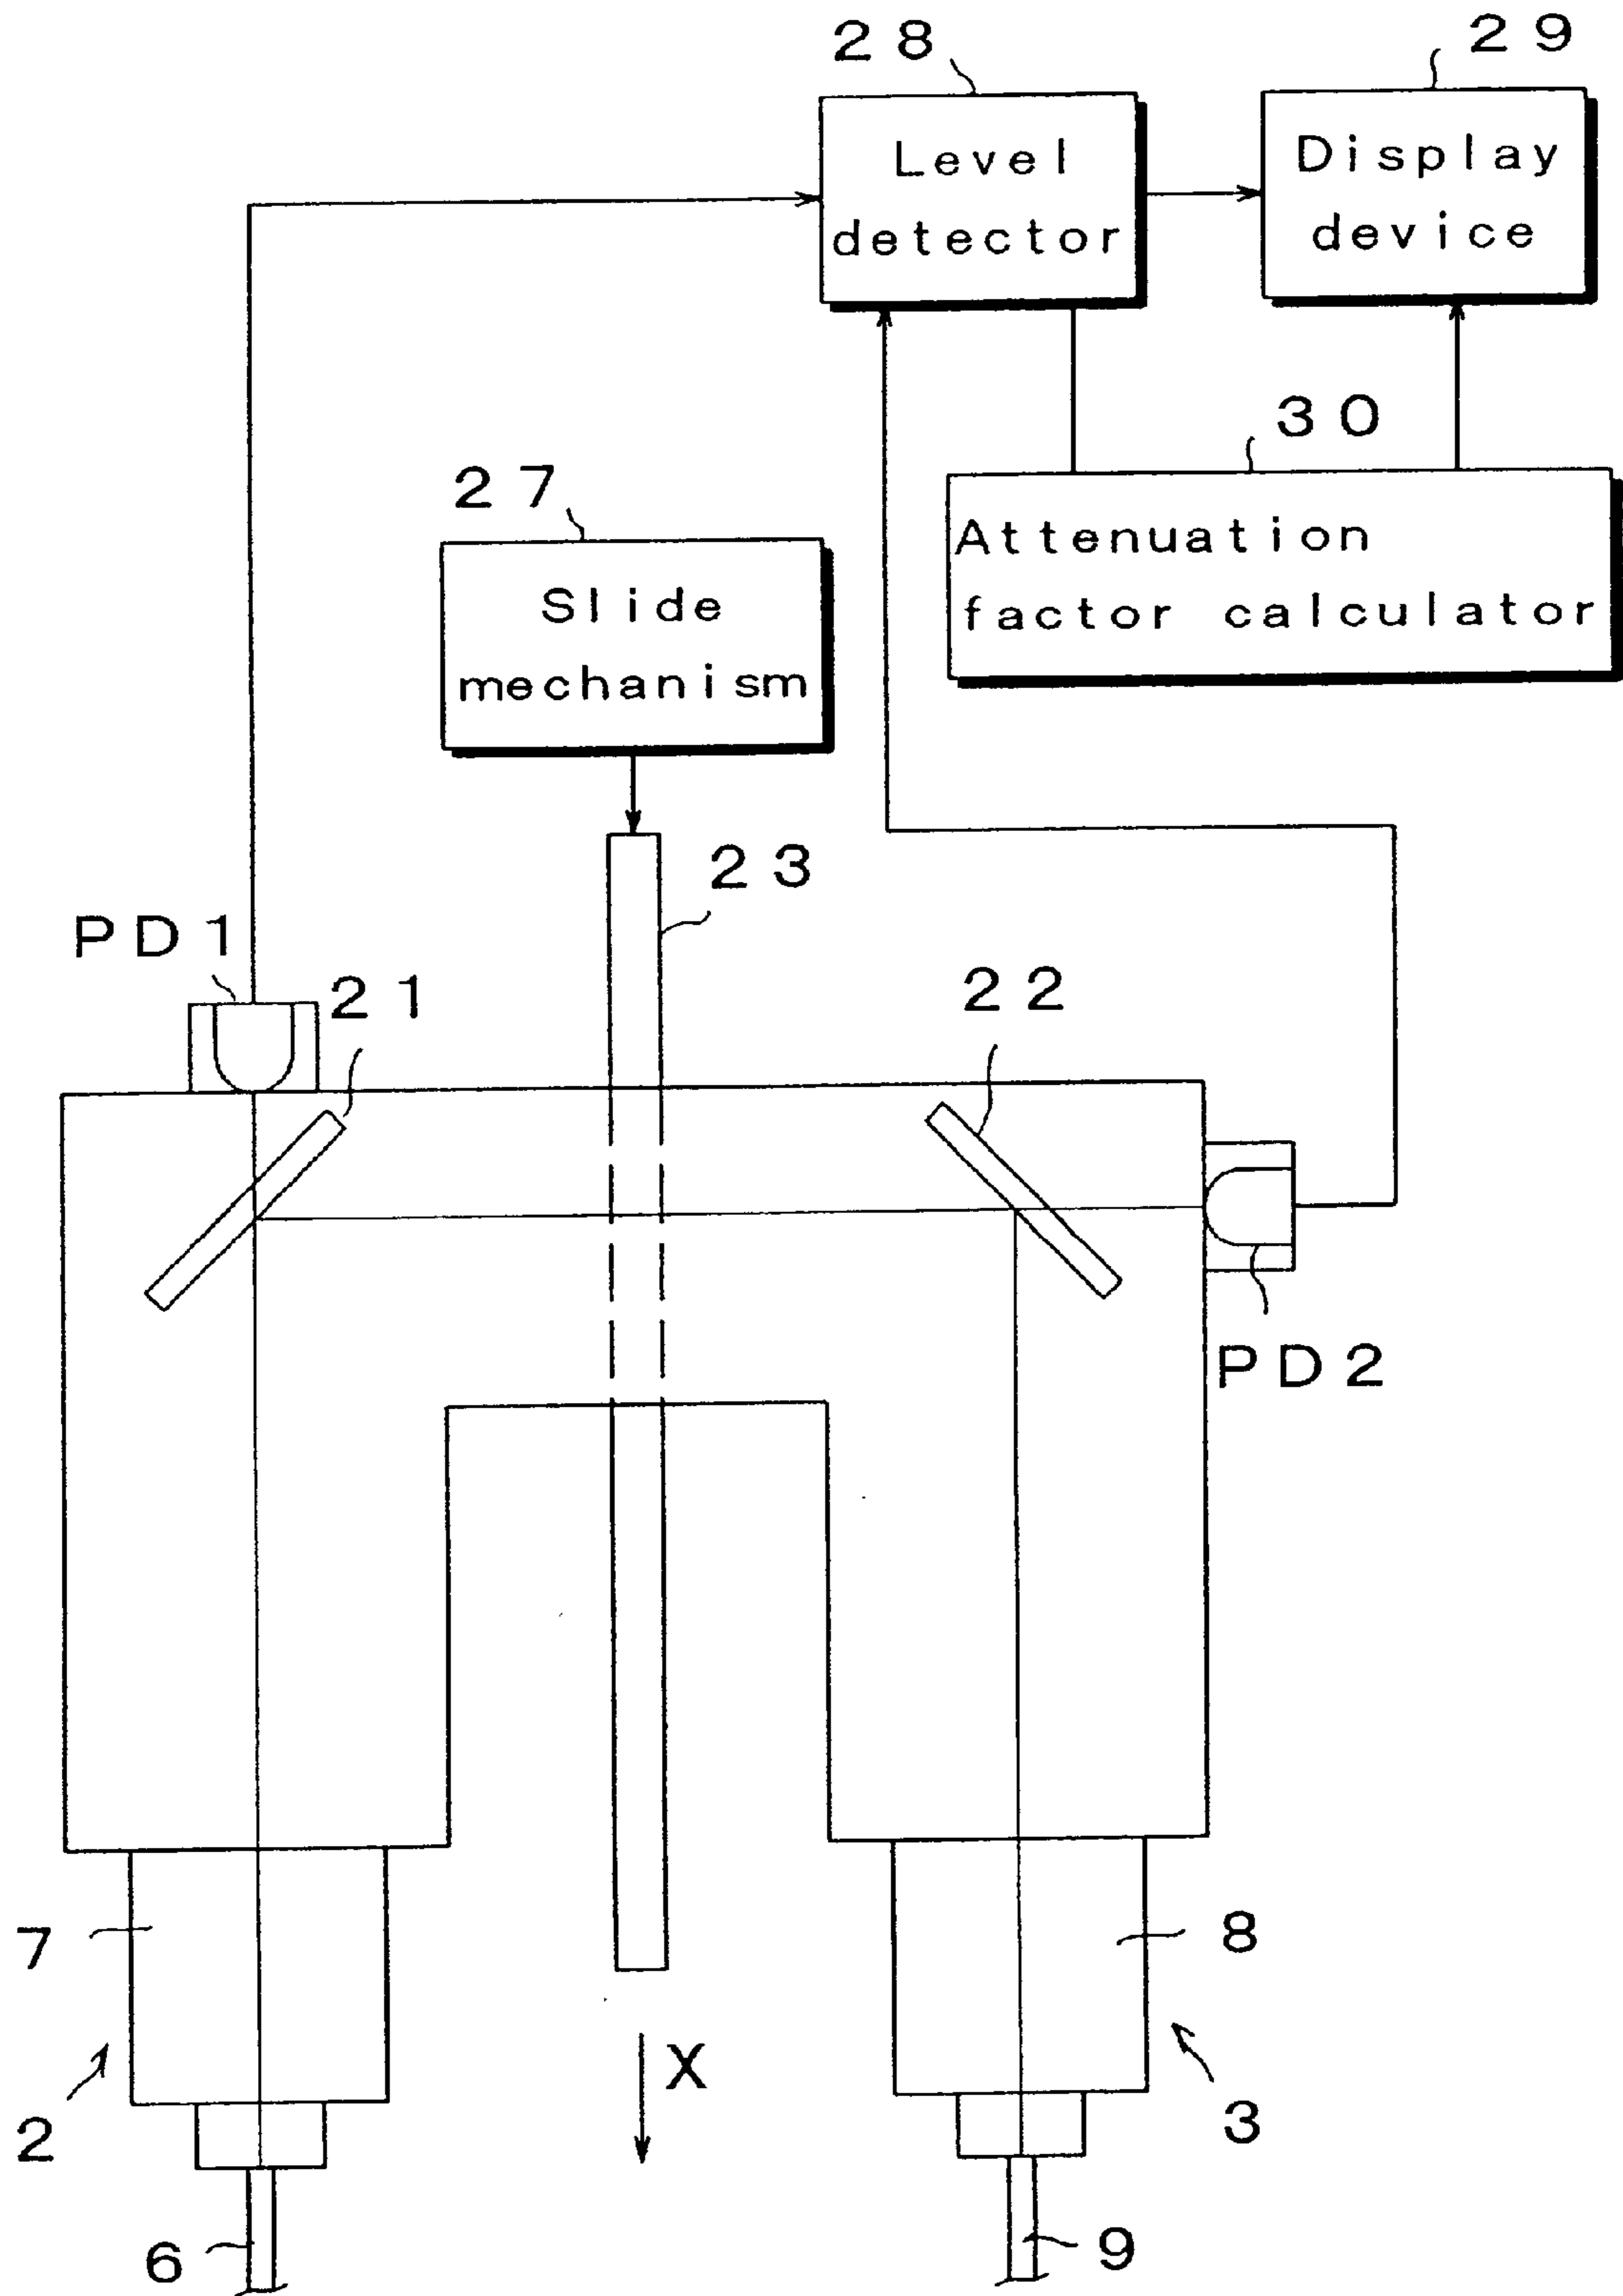 28
29
Level
detector
Display
device
30
27
Attenuation
factor calculator
Slide
mechanism
23
PD1
21
22
PD2
7
8
X
2
3
6
9